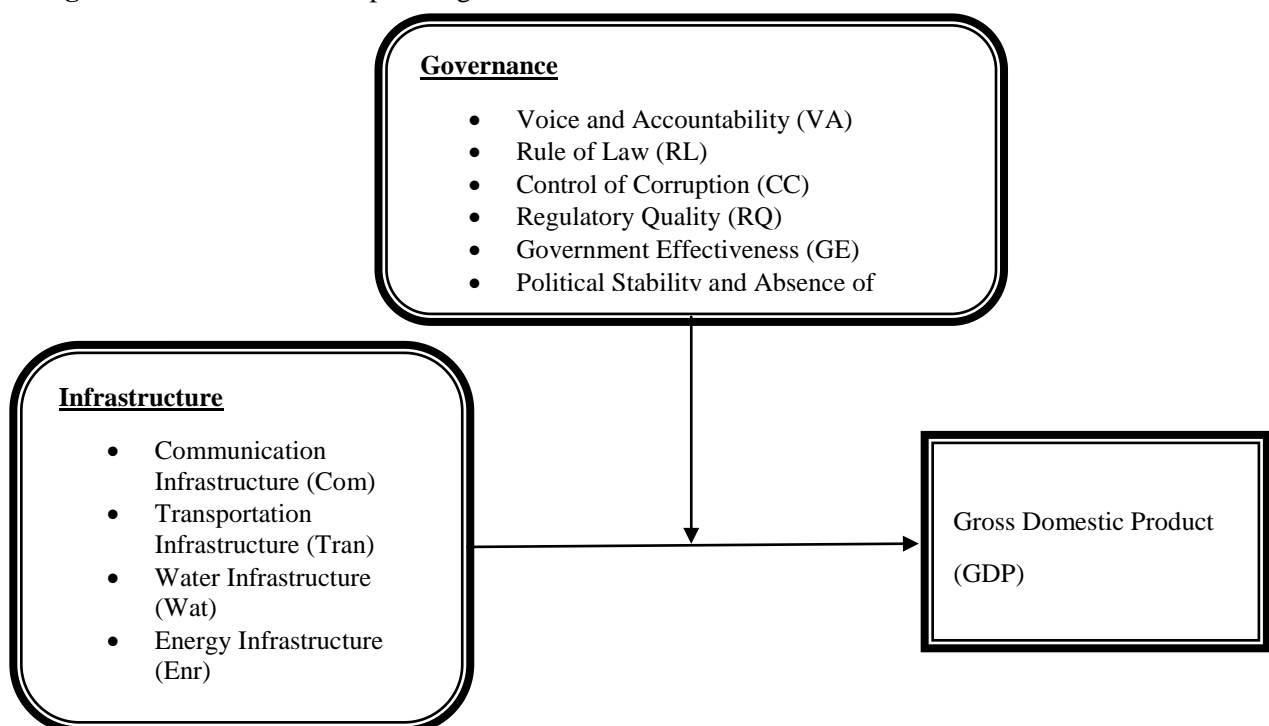 Governance
• Voice and Accountability (VA)
• Rule of Law (RL)
• Control of Corruption (CC)
• Regulatory Quality (RQ)
• Government Effectiveness (GE)
• Political Stability and Absence of
Infrastructure
• Communication
Infrastructure (Com)
• Transportation
Infrastructure (Tran)
• Water Infrastructure
(Wat)
• Energy Infrastructure
(Enr)
Gross Domestic Product
(GDP)